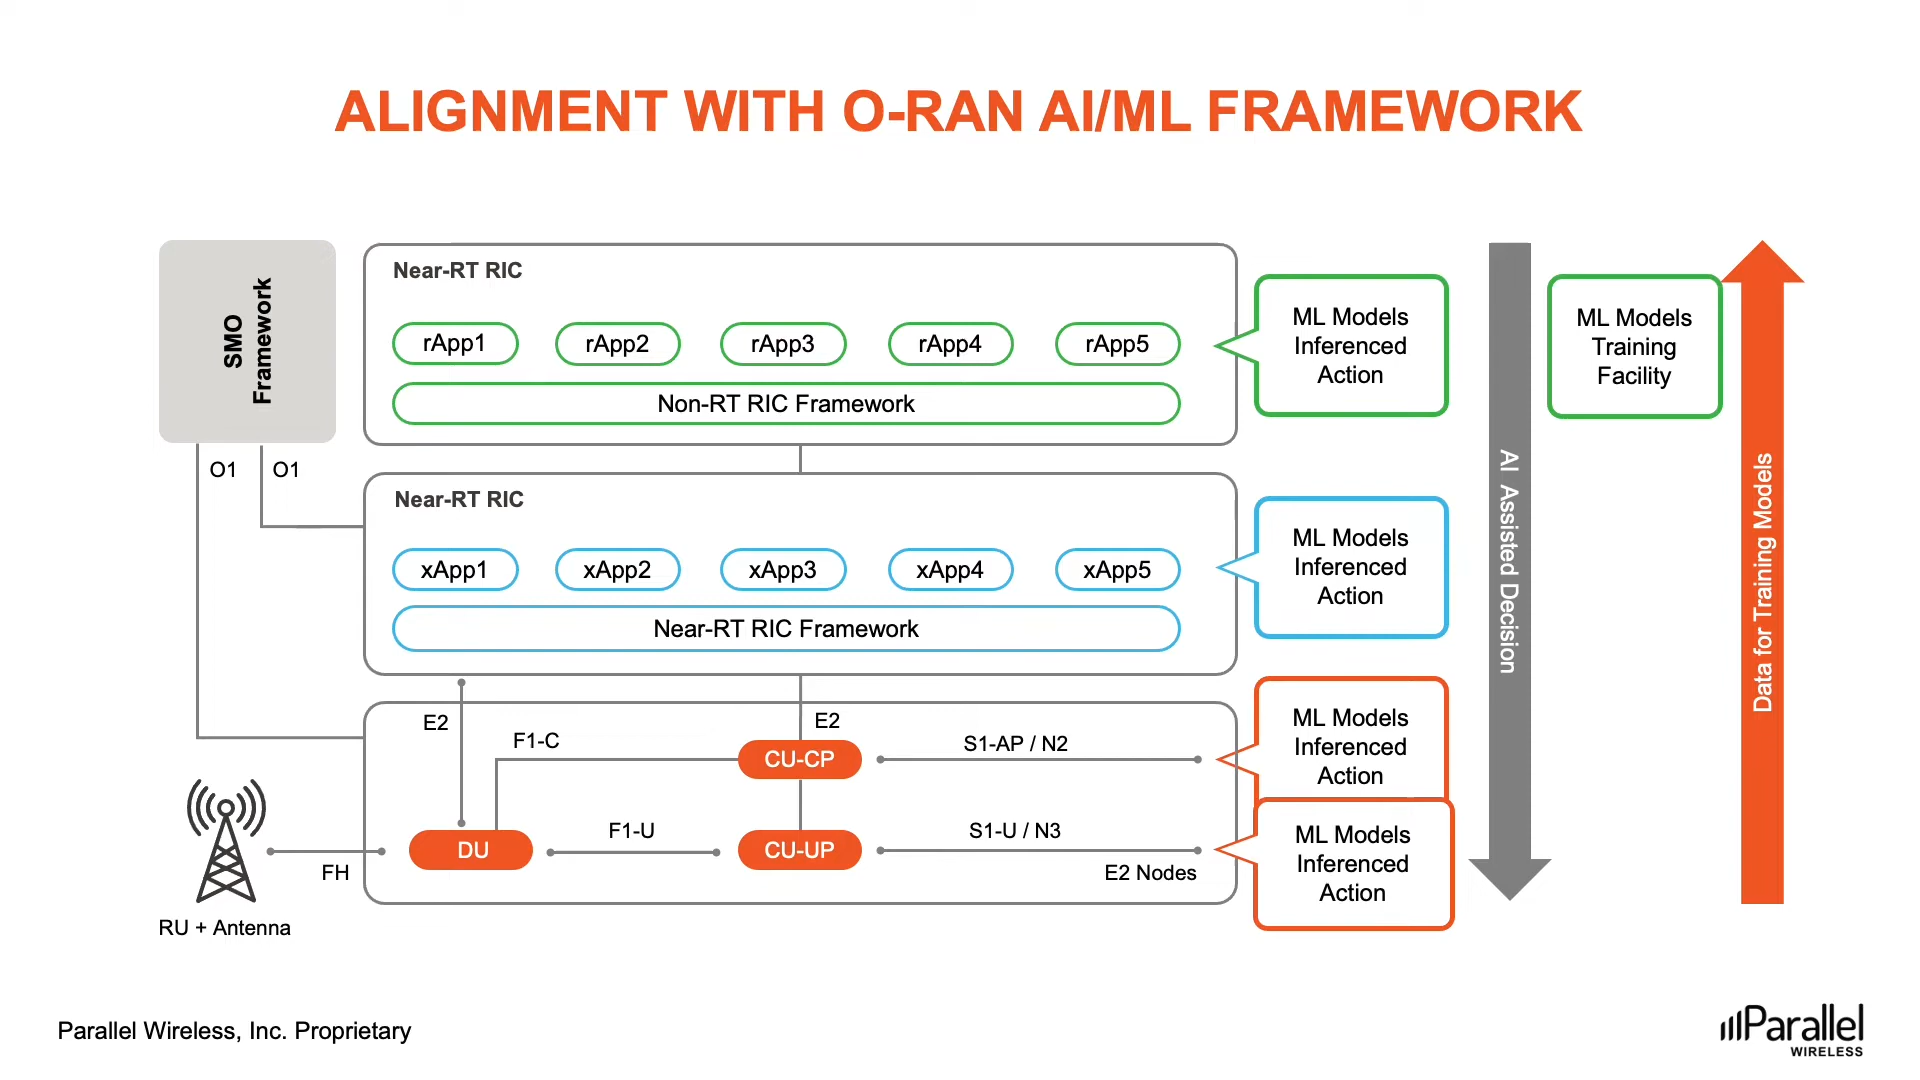 ALIGNMENT WITH O-RAN AI/ML FRAMEWORK
SMO
Framework
Near-RT RIC
rApp1
rApp2
rApp3
rApp4
rApp5
Non-RT RIC Framework
ML Models
Inferenced
Action
ML Models
Training
Facility
O1
O1
Near-RT RIC
xApp1
xApp2
xApp3
xApp4
xApp5
Near-RT RIC Framework
ML Models
Inferenced
Action
AI Assisted Decision
Data for Training Models
E2
E2
F1-C
CU-CP
S1-AP / N2
ML Models
Inferenced
Action
FH
DU
F1-U
CU-UP
S1-U / N3
E2 Nodes
ML Models
Inferenced
Action
RU + Antenna
Parallel Wireless, Inc. Proprietary
Parallel
WIRELESS